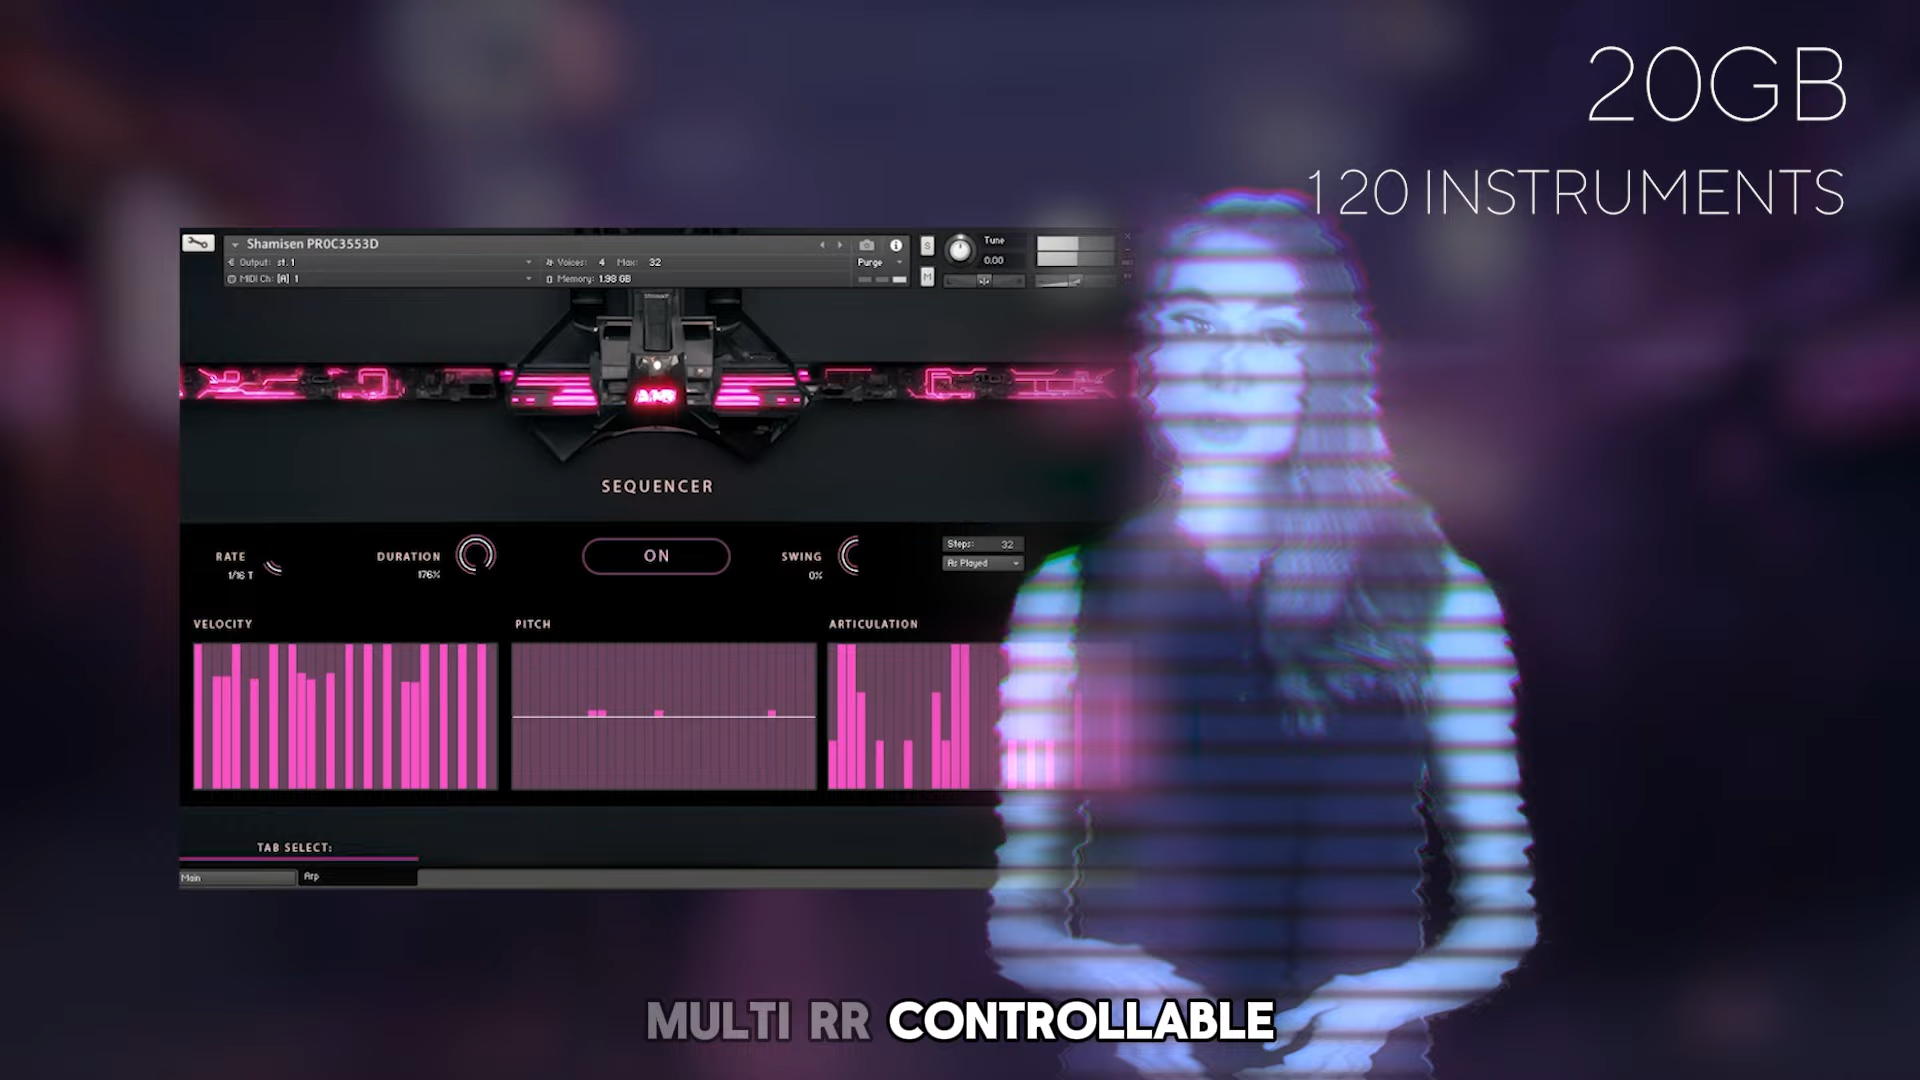 20GB
120 INSTRUMENTS
Shamisen PR0C3553D
Output: st. 1
Voices: 4 Max: 32
Purge
MIDI Ch: [A] 1
Memory: 1.98 GB
S
M
Tune
0.00
SEQUENCER
RATE
1/16 T
DURATION
176%
ON
SWING
0%
Steps: 32
As Played
VELOCITY
PITCH
ARTICULATION
TAB SELECT:
Main
Arp
MULTI RR CONTROLLABLE